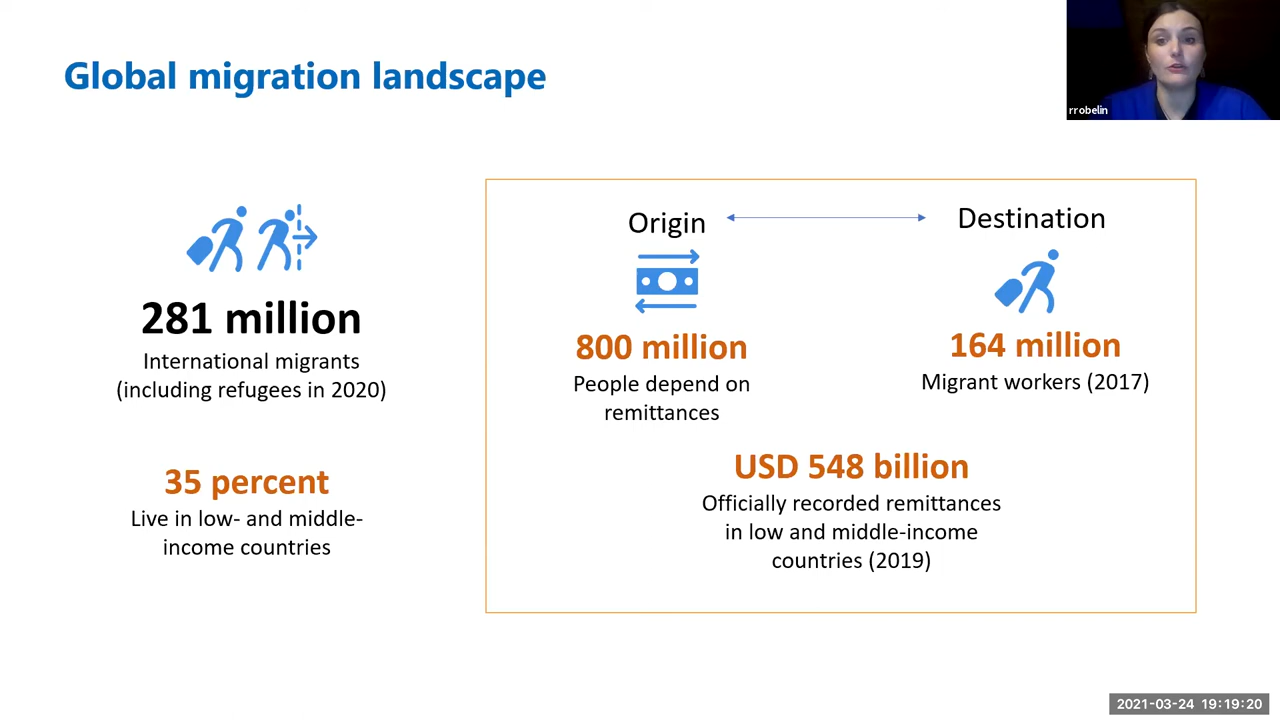 Global migration landscape
rrobelin
281 million
International migrants
(including refugees in 2020)
35 percent
Live in low- and middle-
income countries
Origin
Destination
800 million
People depend on
remittances
164 million
Migrant workers (2017)
USD 548 billion
Officially recorded remittances
in low and middle-income
countries (2019)
2021-03-24 19:19:20